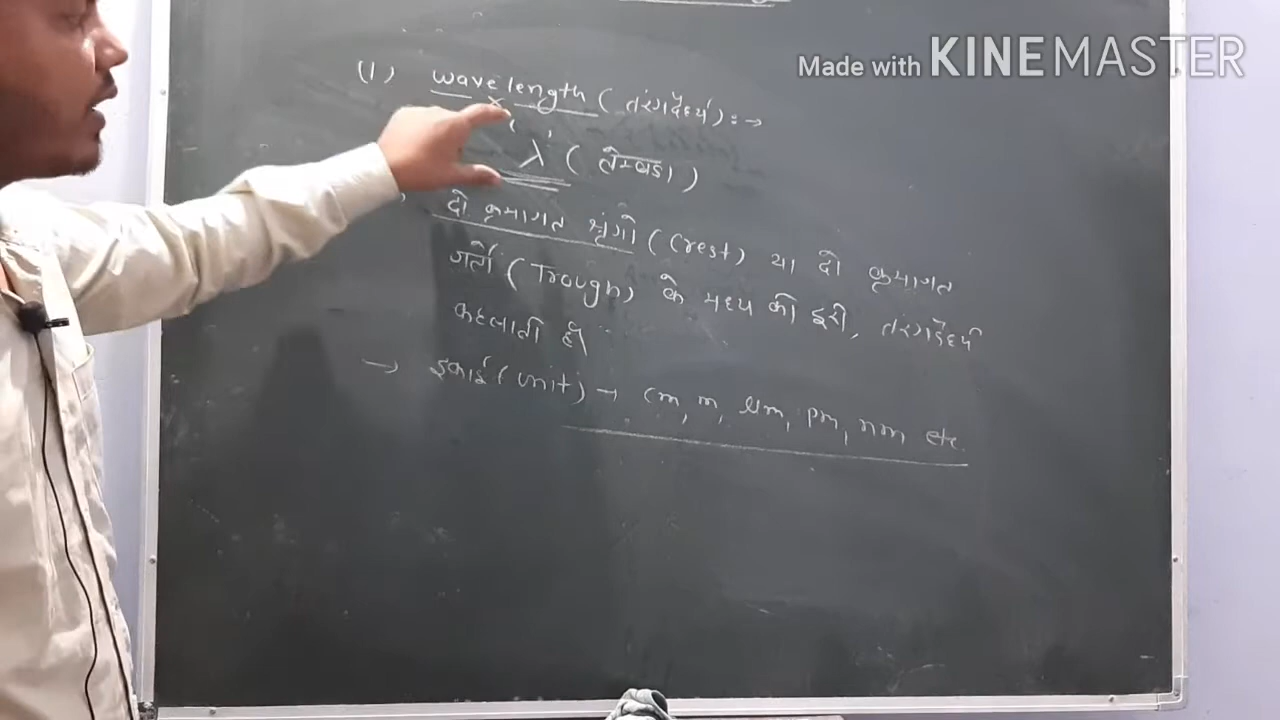 Made with KINEMASTER
(1) wavelength (तरंगदैर्ध्य) :→
'λ' (लैम्बडा)
दो क्रमागत श्रृंगो (Crest) या दो क्रमागत
गर्तो (Trough) के मध्य की दूरी, तरंगदैर्ध्य
कहलाती है।
→ इकाई (unit) → cm, m, μm, pm, nm etc.